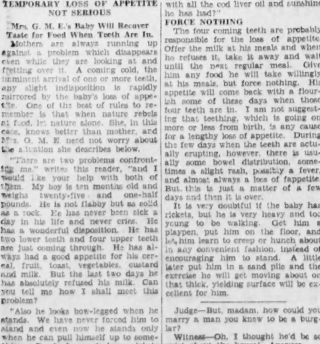 TEMPORARY LOSS OF APPETITE
NOT SERIOUS
Mrs. G. M. E.'s Baby Will Recover
Taste for Food When Teeth Are In.
Mothers are always running up
against a problem which disappears
even while they are looking at and
fretting over it. A coming cold, the
imminent arrival of one or more teeth,
any slight indisposition is rapidly
mirrored by the baby's loss of appe-
tite. One of the best of rules to re-
member is that when nature rebels
at food, let nature alone. She, in this
case, knows better than mother, and
Mrs. G. M. E. need not worry about
the situation she describes below.
"There are two problems confront-
ing me," writes this reader, "and I
would like your help with both of
them. My boy is ten months old and
weighs twenty-five and one-half
pounds. He is not flabby but as solid
as a rock. He has never been sick a
day in his life and never cries. He
has a wonderful disposition. He has
two lower teeth and four upper teeth
are just coming through. He has al-
ways had a good appetite for his cer-
eal, fruit, toast, vegetables, custard
and milk. But the last two days he
has absolutely refused his milk. Can
you tell me how I shall meet this
problem?
"Also he looks bow-legged when he
stands. We have never forced him to
stand and even now he stands only
when he can pull himself up to some-
with all the cod liver oil and sunshine
he has had?"
FORCE NOTHING
The four coming teeth are probably
responsible for the loss of appetite.
Offer the milk at his meals and when
he refuses it, take it away and wait
until the next regular meal. Give
him any food he will take willingly
at his meals, but force nothing. His
appetite will come back with a flour-
ish some of these days when those
four teeth are in. I am not suggest-
ing that teething, which is going on
more or less from birth, is any cause
for a lengthy loss of appetite. During
the few days when the teeth are actu-
ally erupting, however, there is usu-
ally some bowel distribution, some-
times a slight rash, possibly a fever
and almost always a loss of appetite.
But, this is just a matter of a few
days and then it is over.
It is very doubtful if the baby has
rickets, but he is very heavy and too
young to be walking. Get him a
playpen, put him on the floor, and
let him learn to creep or hunch about
in any convenient fashion, instead of
encouraging him to stand. A little
later put him in a sand pile and the
exercise he will get moving about on
that thick, yielding surface will be ex-
cellent for him.
Judge—But, madam, how could you
marry a man you knew to be a burg-
lar?
Witness—Oh, I thought he'd be so